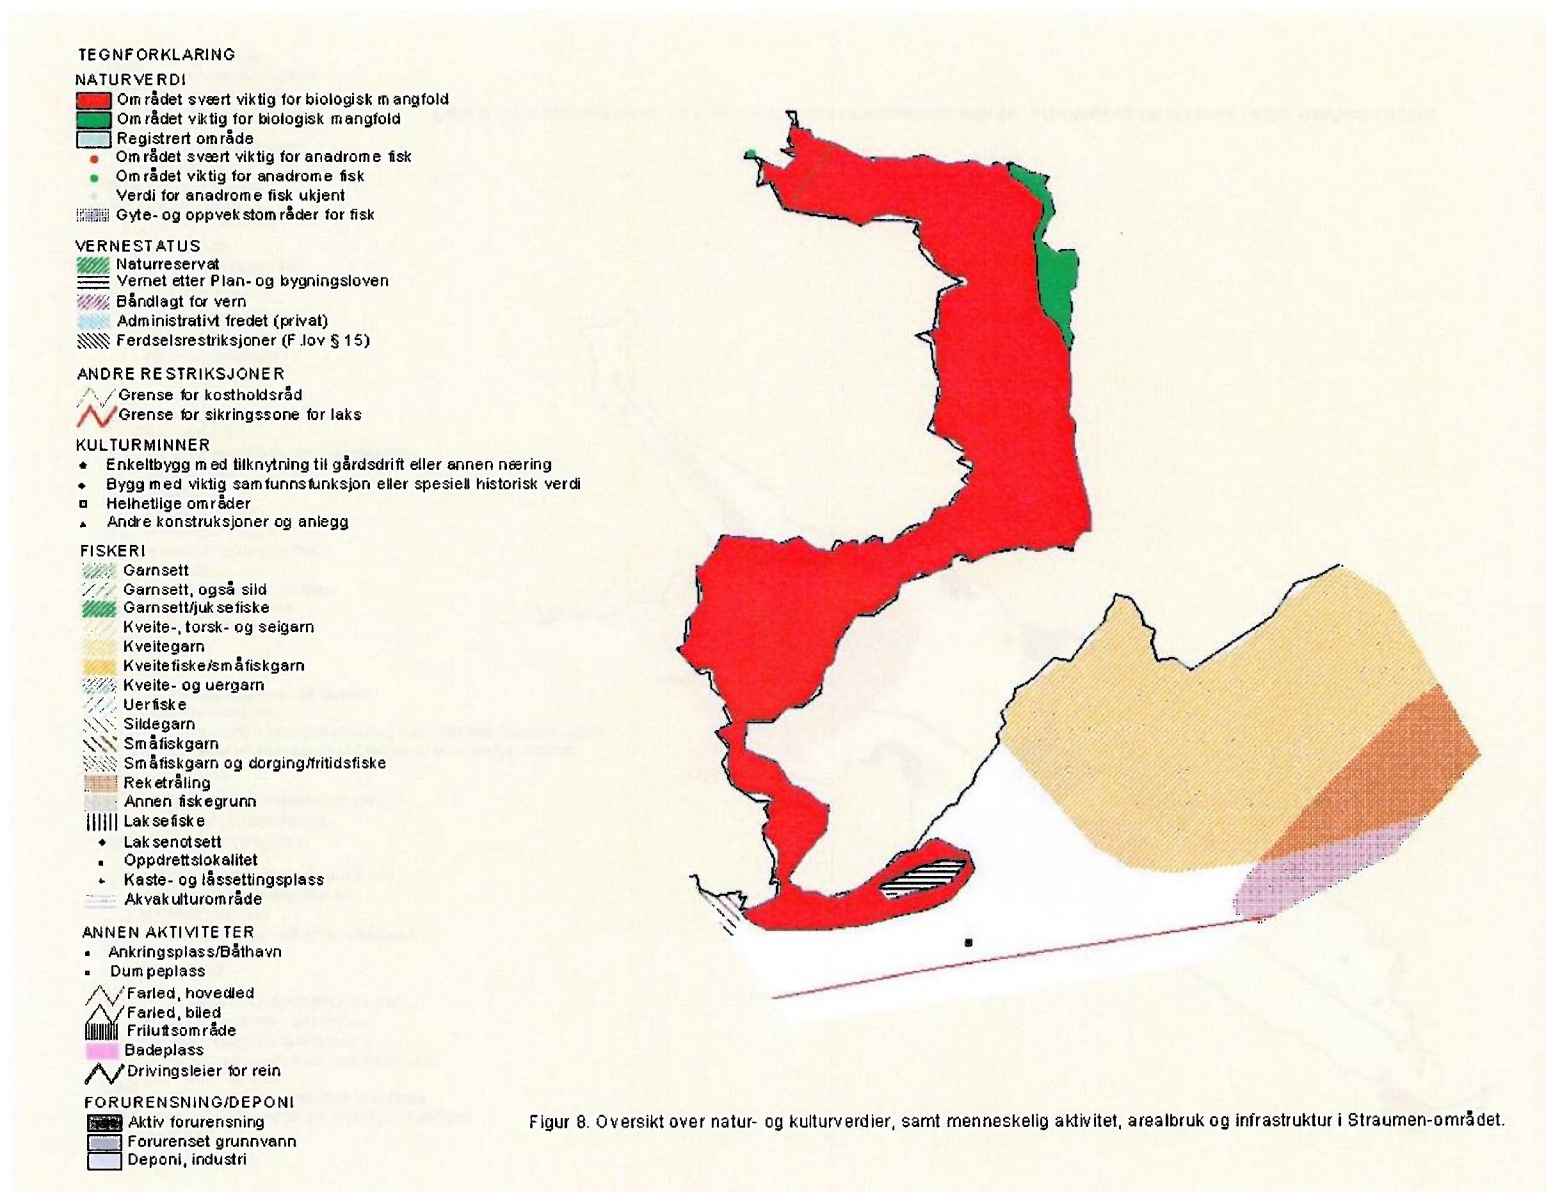 TEGNFORKLARING
NATURVERDI
Området svært viktig for biologisk mangfold
Området viktig for biologisk mangfold
Registrert område
Området svært viktig for anadrome fisk
Området viktig for anadrome fisk
Verdi for anadrome fisk ukjent
Gyte- og oppvekstområder for fisk
VERNESTATUS
Naturreservat
Vernet etter Plan- og bygningsloven
Båndlagt for vern
Administrativt fredet (privat)
Ferdselsrestriksjoner (F.lov § 15)
ANDRE RESTRIKSJONER
Grense for kostholdsråd
Grense for sikringssone for laks
KULTURMINNER
Enkeltbygg med tilknytning til gårdsdrift eller annen næring
Bygg med viktig samfunnsfunksjon eller spesiell historisk verdi
Helhetlige områder
Andre konstruksjoner og anlegg
FISKERI
Garnsett
Garnsett, også sild
Garnsett/juksefiske
Kveite-, torsk- og seigarn
Kveitegarn
Kveitefiske/småfiskgarn
Kveite- og uergarn
Uerfiske
Sildegarn
Småfiskgarn
Småfiskgarn og dorging/fritidsfiske
Reketråling
Annen fiskegrunn
Laksefiske
Laksenotsett
Oppdrettslokalitet
Kaste- og låssettingsplass
Akvakulturområde
ANNEN AKTIVITETER
Ankringsplass/Båthavn
Dumpeplass
Farled, hovedled
Farled, biled
Friluftsområde
Badeplass
Drivingsleier for rein
FORURENSNING/DEPONI
Aktiv forurensning
Forurenset grunnvann
Deponi, industri
Figur 8. Oversikt over natur- og kulturverdier, samt menneskelig aktivitet, arealbruk og infrastruktur i Straumen-området.